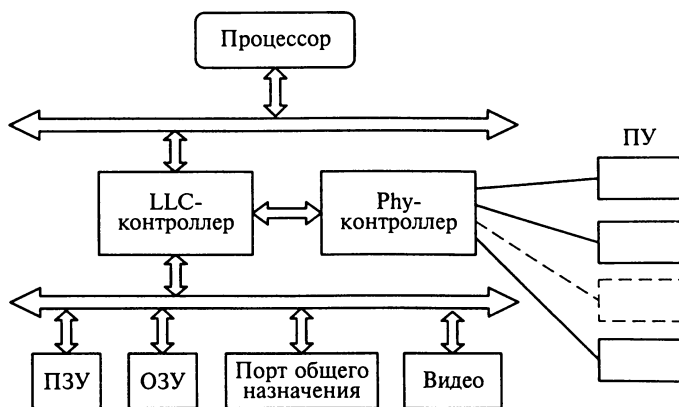 Процессор
ПУ
LLC-
контроллер
Phy-
контроллер
ПЗУ
ОЗУ
Порт общего
назначения
Видео